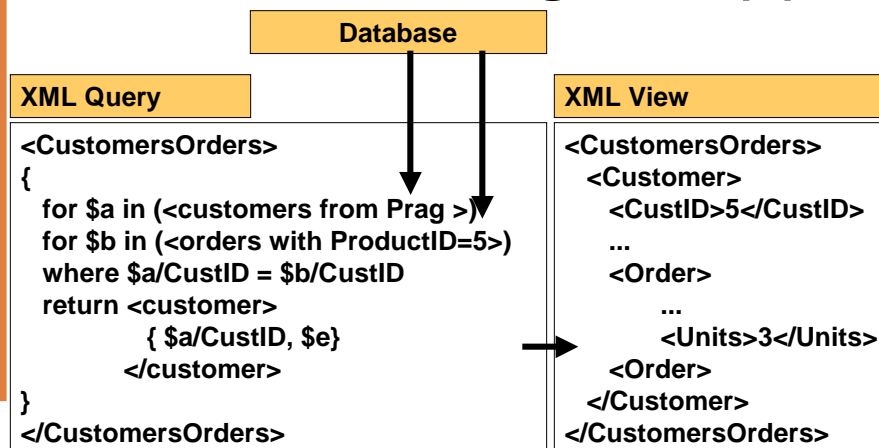 Database
XML Query
<CustomersOrders>
{
for $a in (<customers from Prag >)
for $b in (<orders with ProductID=5>)
where $a/CustID = $b/CustID
return <customer>
{ $a/CustID, $e}
</customer>
}
</CustomersOrders>
XML View
<CustomersOrders>
<Customer>
<CustID>5</CustID>
...
<Order>
...
<Units>3</Units>
<Order>
</Customer>
</CustomersOrders>